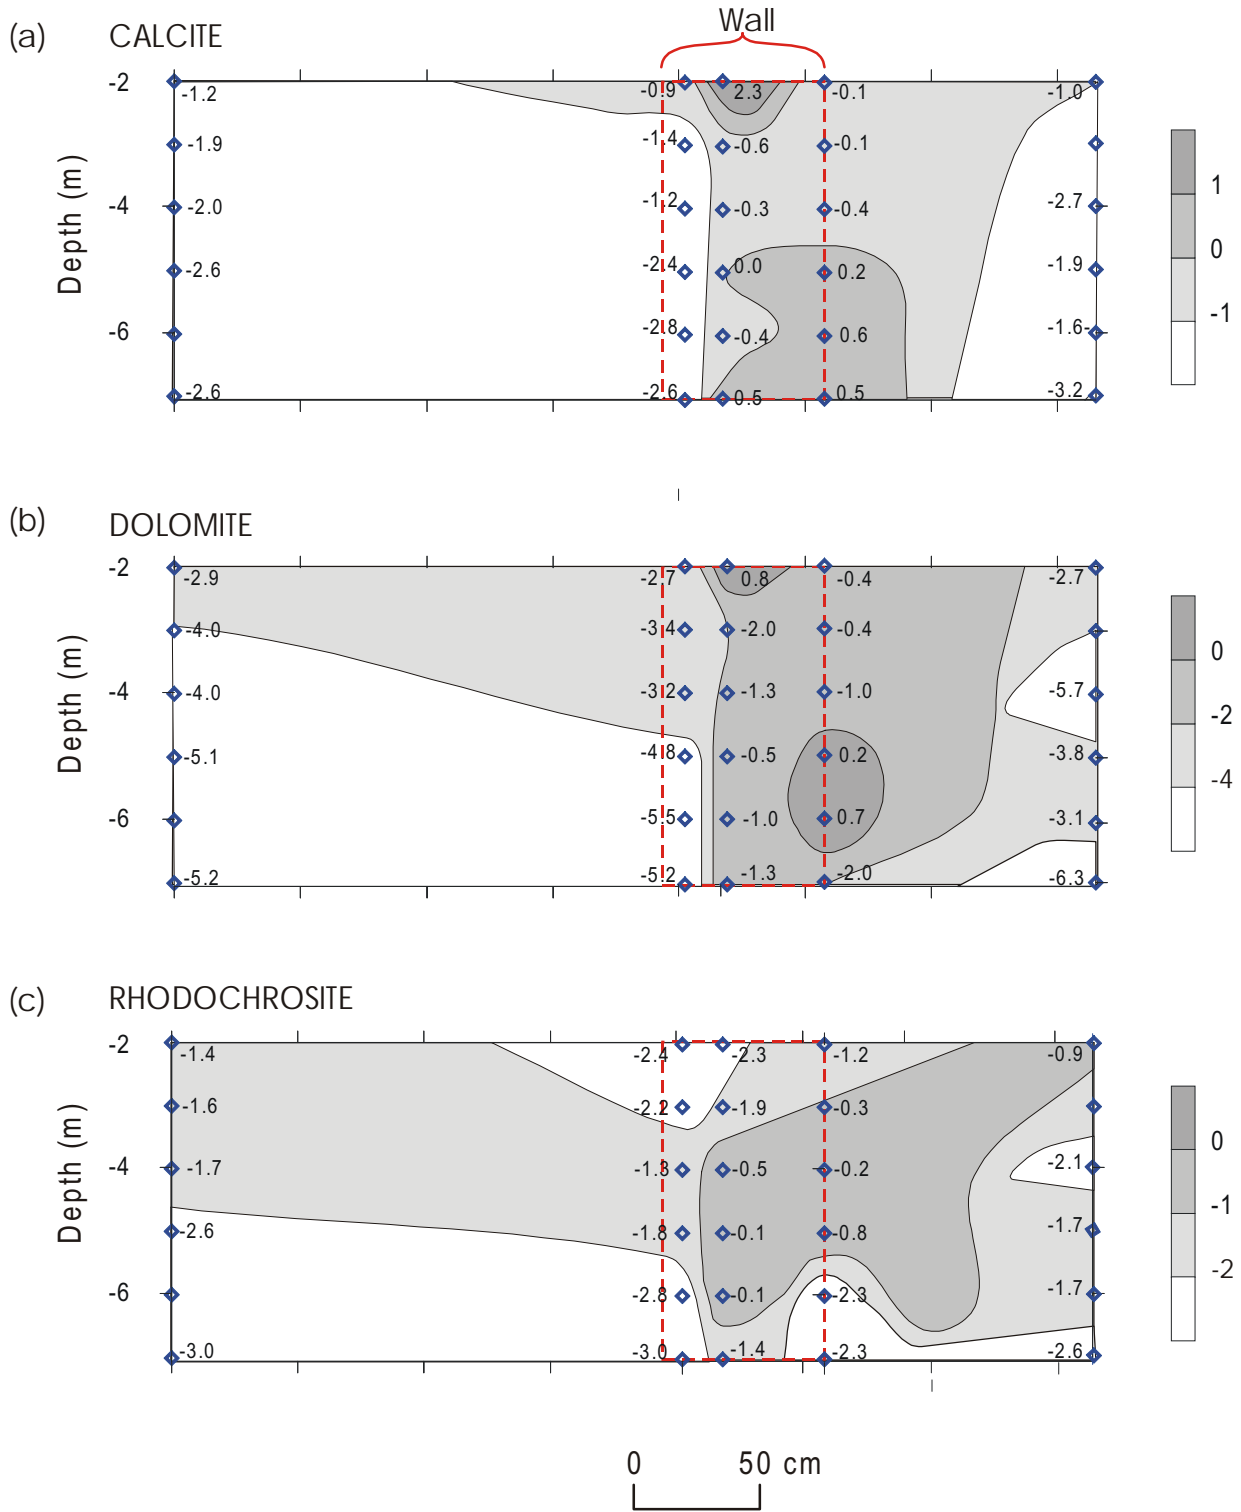 Wall
(a) CALCITE
-2 -1.2 -0.9 2.3 -0.1 -1.0
-1.9 -1.4 -0.6 -0.1
1
Depth (m)
-4 -2.0 -1.2 -0.3 -0.4 -2.7
0
-2.6 -2.4 0.0 0.2 -1.9
-1
-6 -2.8 -0.4 0.6 -1.6
-2.6 -2.6 0.5 0.5 -3.2
(b) DOLOMITE
-2 -2.9 -2.7 0.8 -0.4 -2.7
-4.0 -3.4 -2.0 -0.4
0
Depth (m)
-4 -4.0 -3.2 -1.3 -1.0 -5.7
-2
-5.1 -4.8 -0.5 0.2 -3.8
-4
-6 -5.5 -1.0 0.7 -3.1
-5.2 -5.2 -1.3 -2.0 -6.3
(c) RHODOCHROSITE
-2 -1.4 -2.4 -2.3 -1.2 -0.9
-1.6 -2.2 -1.9 -0.3
0
Depth (m)
-4 -1.7 -1.3 -0.5 -0.2 -2.1
-1
-2.6 -1.8 -0.1 -0.8 -1.7
-2
-6 -2.8 -0.1 -2.3 -1.7
-3.0 -3.0 -1.4 -2.3 -2.6
0 50 cm